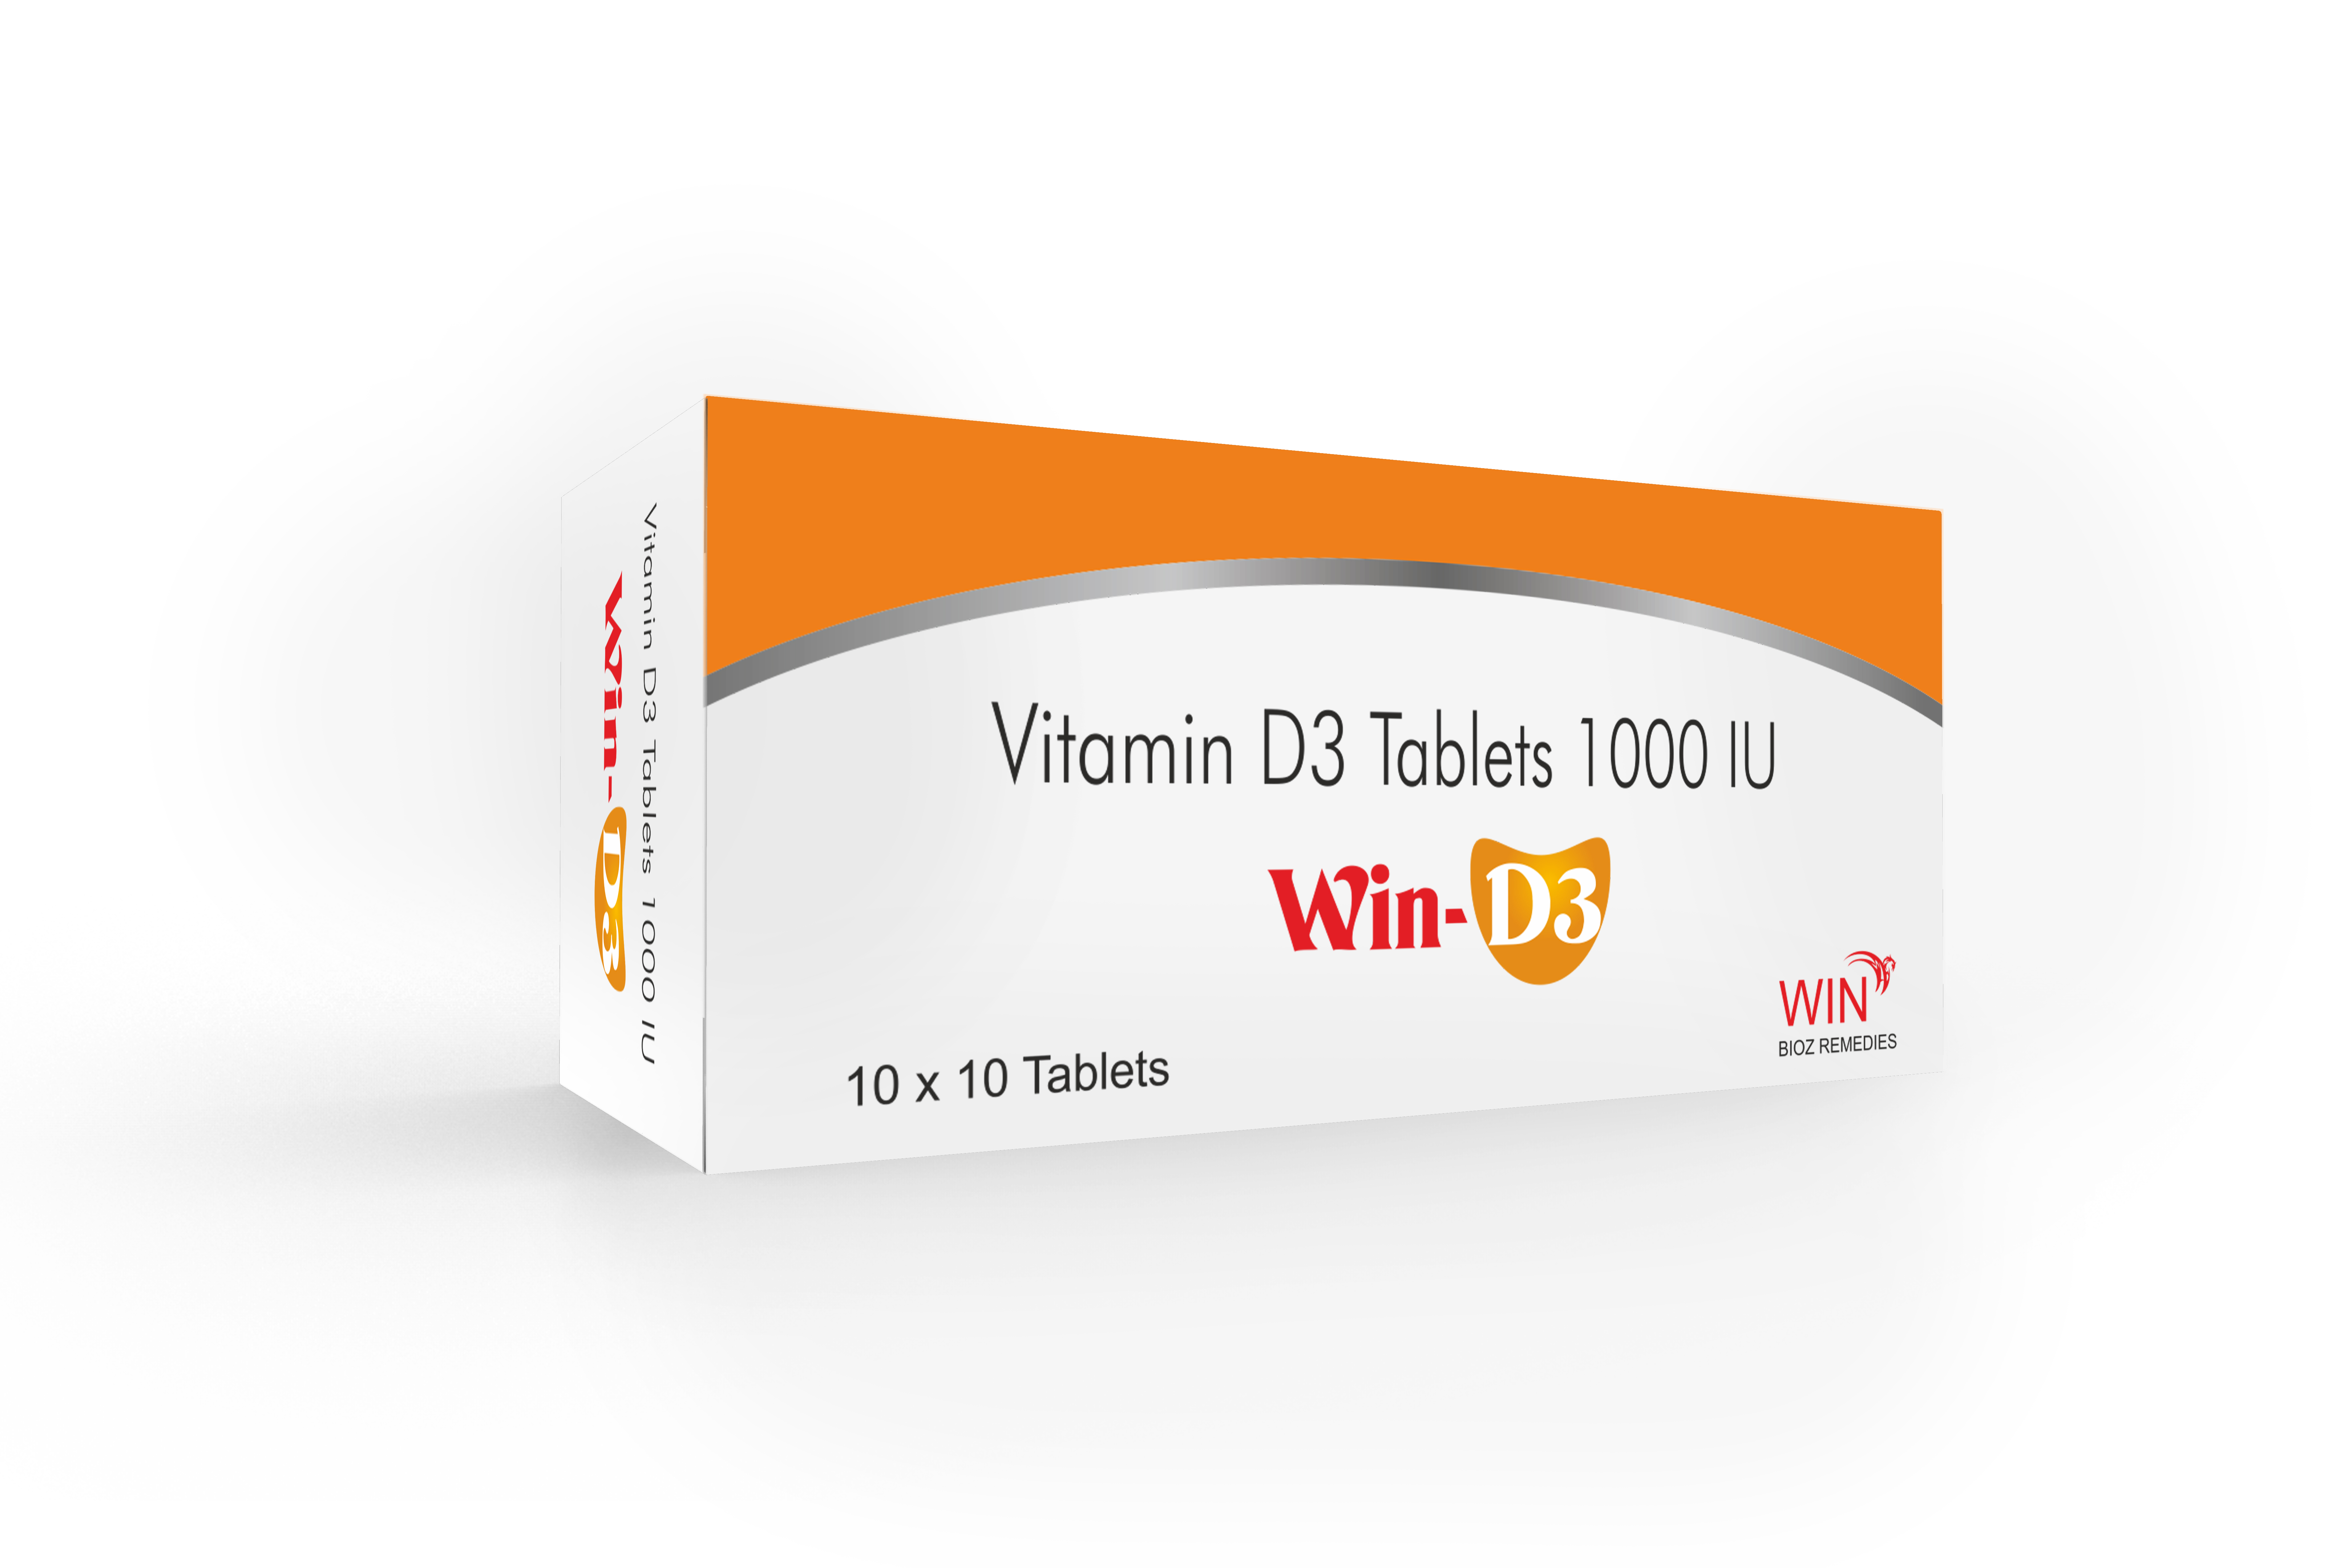 Vitamin D3 Tablets 1000 IU
Win-D3
Vitamin D3 Tablets 1000 IU
Win-D3
10 x 10 Tablets
WIN
BIOZ REMEDIES